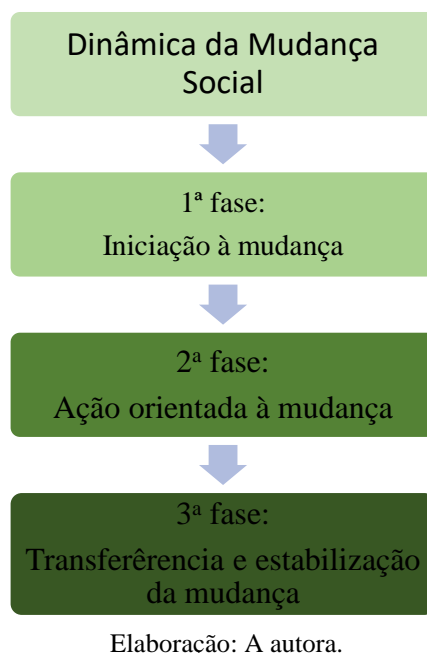 Dinâmica da Mudança
Social
1ª fase:
Iniciação à mudança
2ª fase:
Ação orientada à mudança
3ª fase:
Transferêrencia e estabilização
da mudança
Elaboração: A autora.